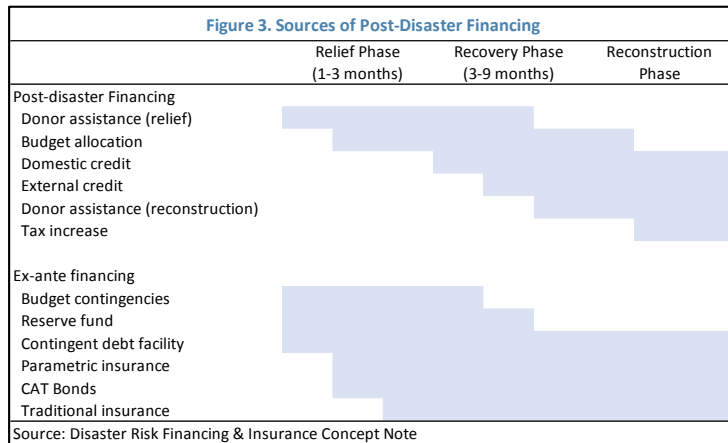 Figure 3. Sources of Post-Disaster Financing
Relief Phase Recovery Phase Reconstruction
(1-3 months) (3-9 months) Phase
Post-disaster Financing
Donor assistance (relief)
Budget allocation
Domestic credit
External credit
Donor assistance (reconstruction)
Tax increase
Ex-ante financing
Budget contingencies
Reserve fund
Contingent debt facility
Parametric insurance
CAT Bonds
Traditional insurance
Source: Disaster Risk Financing & Insurance Concept Note